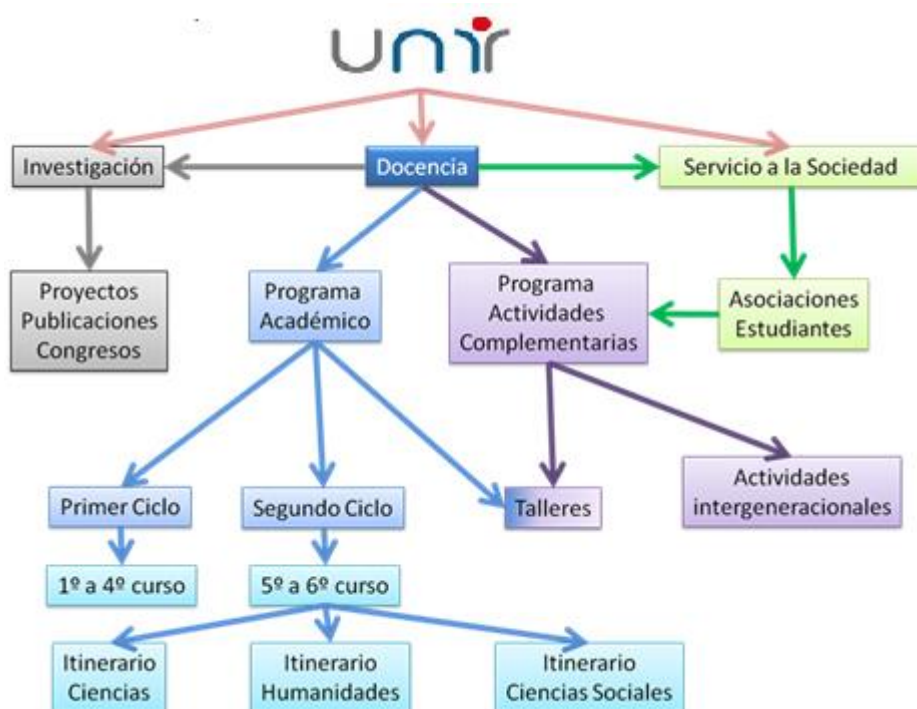 unir
Investigación
Docencia
Servicio a la Sociedad
Proyectos
Publicaciones
Congresos
Programa
Académico
Programa
Actividades
Complementarias
Asociaciones
Estudiantes
Primer Ciclo
Segundo Ciclo
Talleres
Actividades
intergeneracionales
1º a 4º curso
5º a 6º curso
Itinerario
Ciencias
Itinerario
Humanidades
Itinerario
Ciencias Sociales